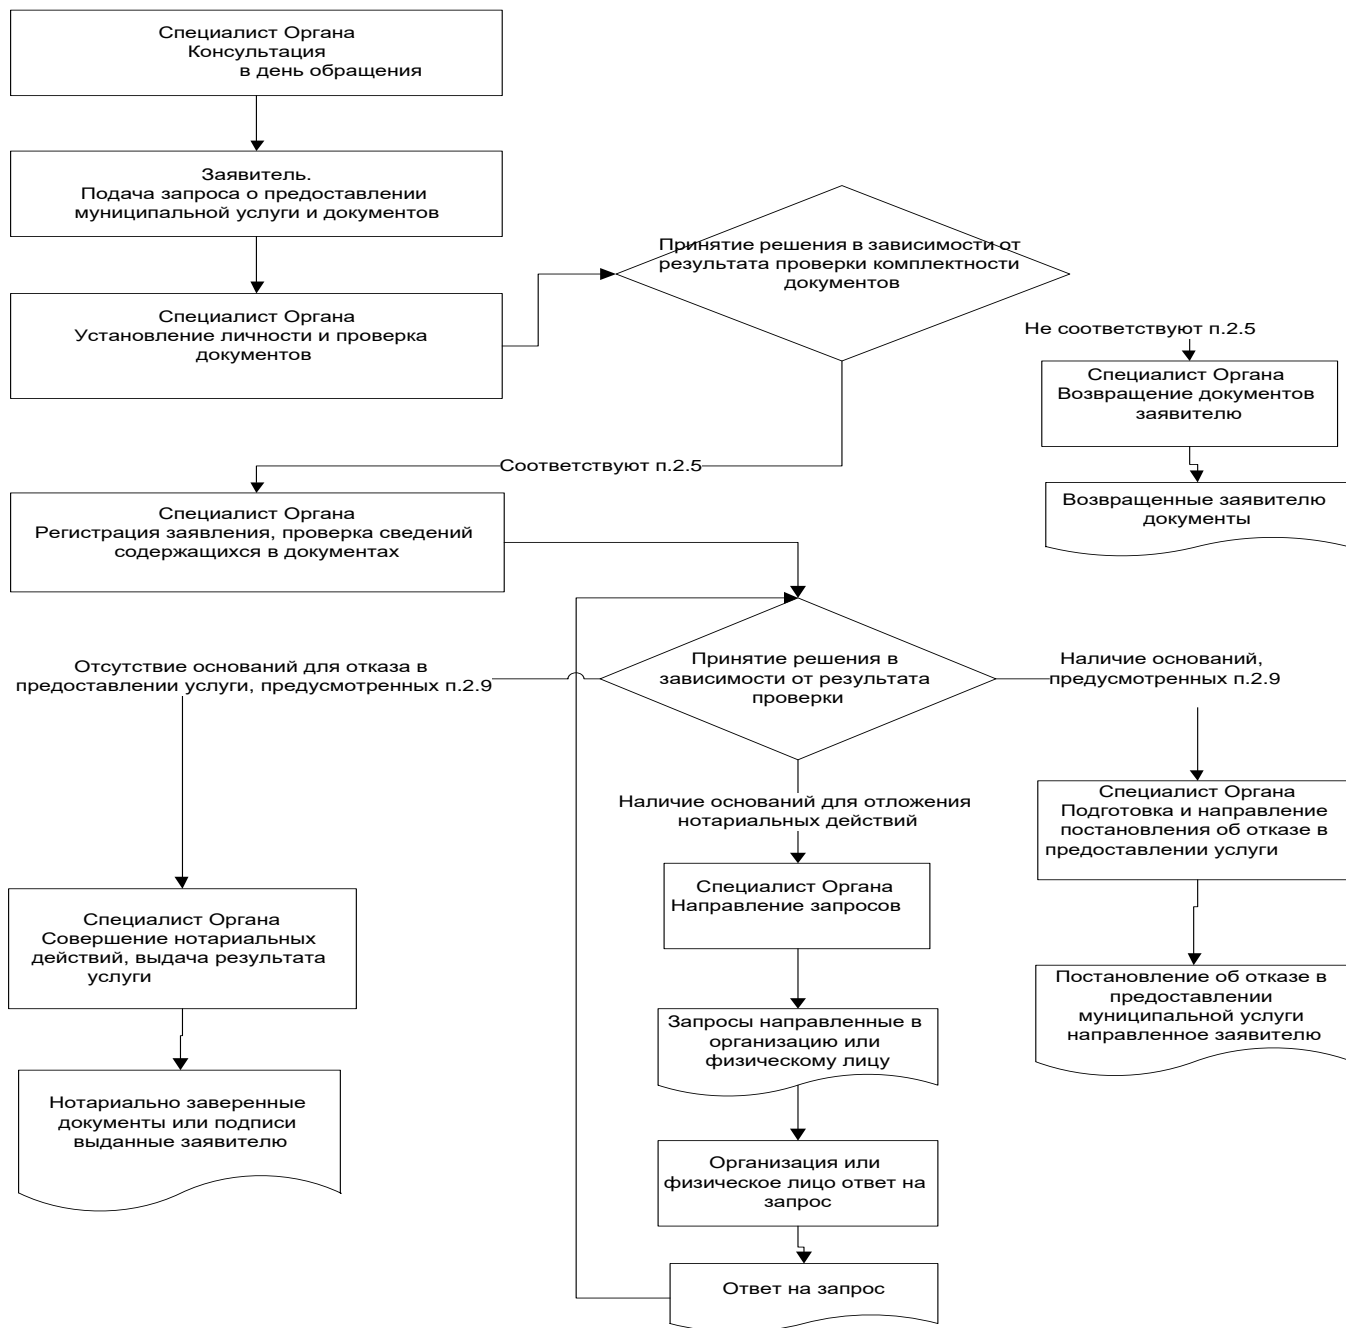 Специалист Органа
Консультация
в день обращения
Заявитель.
Подача запроса о предоставлении
муниципальной услуги и документов
Специалист Органа
Установление личности и проверка
документов
Принятие решения в зависимости от
результата проверки комплектности
документов
Не соответствуют п.2.5
Специалист Органа
Возвращение документов
заявителю
Возвращенные заявителю
документы
Соответствуют п.2.5
Специалист Органа
Регистрация заявления, проверка сведений
содержащихся в документах
Принятие решения в
зависимости от результата
проверки
Отсутствие оснований для отказа в
предоставлении услуги, предусмотренных п.2.9
Наличие оснований,
предусмотренных п.2.9
Наличие оснований для отложения
нотариальных действий
Специалист Органа
Подготовка и направление
постановления об отказе в
предоставлении услуги
Специалист Органа
Направление запросов
Специалист Органа
Совершение нотариальных
действий, выдача результата
услуги
Постановление об отказе в
предоставлении
муниципальной услуги
направленное заявителю
Запросы направленные в
организацию или
физическому лицу
Нотариально заверенные
документы или подписи
выданные заявителю
Организация или
физическое лицо ответ на
запрос
Ответ на запрос